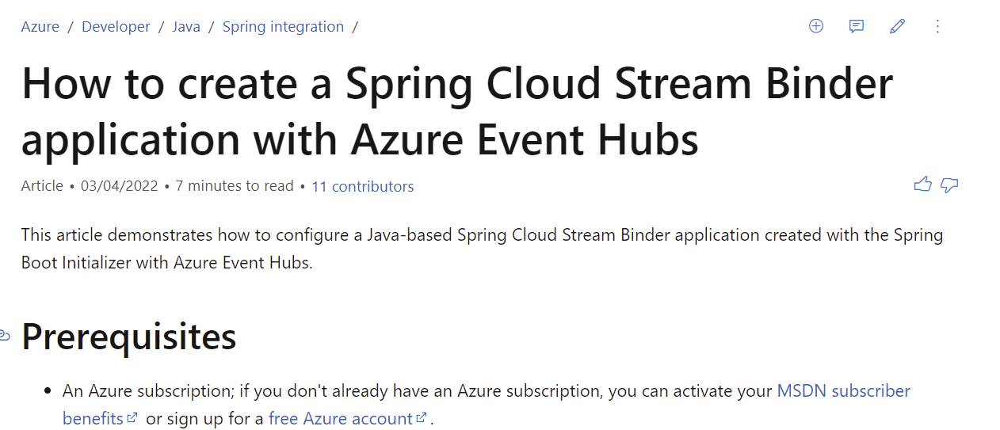 Azure / Developer / Java / Spring integration /
How to create a Spring Cloud Stream Binder
application with Azure Event Hubs
Article • 03/04/2022 • 7 minutes to read • 11 contributors
This article demonstrates how to configure a Java-based Spring Cloud Stream Binder application created with the Spring
Boot Initializer with Azure Event Hubs.
Prerequisites
• An Azure subscription; if you don't already have an Azure subscription, you can activate your MSDN subscriber
benefits or sign up for a free Azure account.